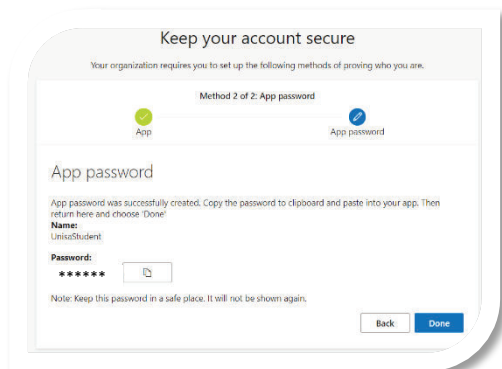 Keep your account secure
Your organization requires you to set up the following methods of proving who you are.
Method 2 of 2: App password
App
App password
App password
App password was successfully created. Copy the password to clipboard and paste into your app. Then
return here and choose 'Done'
Name:
UnisaStudent
Password:
******
Note: Keep this password in a safe place. It will not be shown again.
Back Done